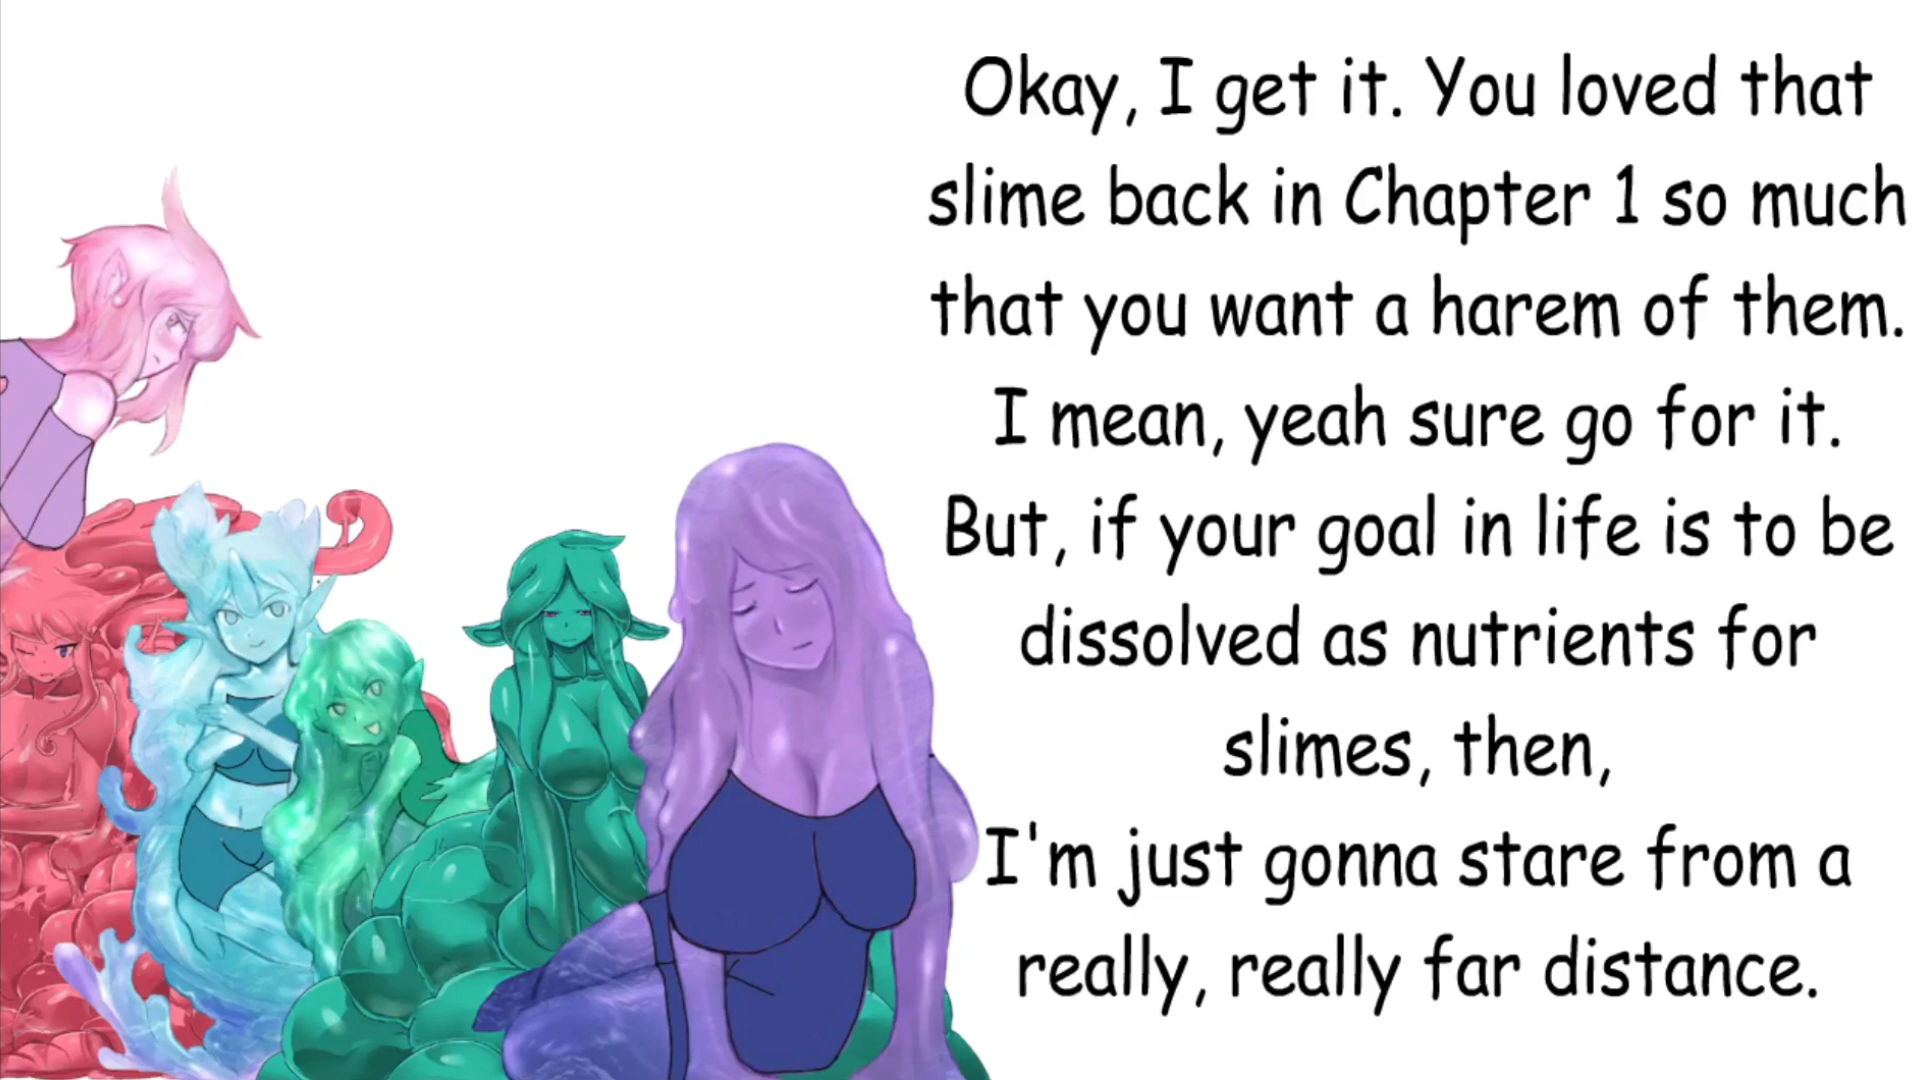 Okay, I get it. You loved that
slime back in Chapter 1 so much
that you want a harem of them.
I mean, yeah sure go for it.
But, if your goal in life is to be
dissolved as nutrients for
slimes, then,
I'm just gonna stare from a
really, really far distance.